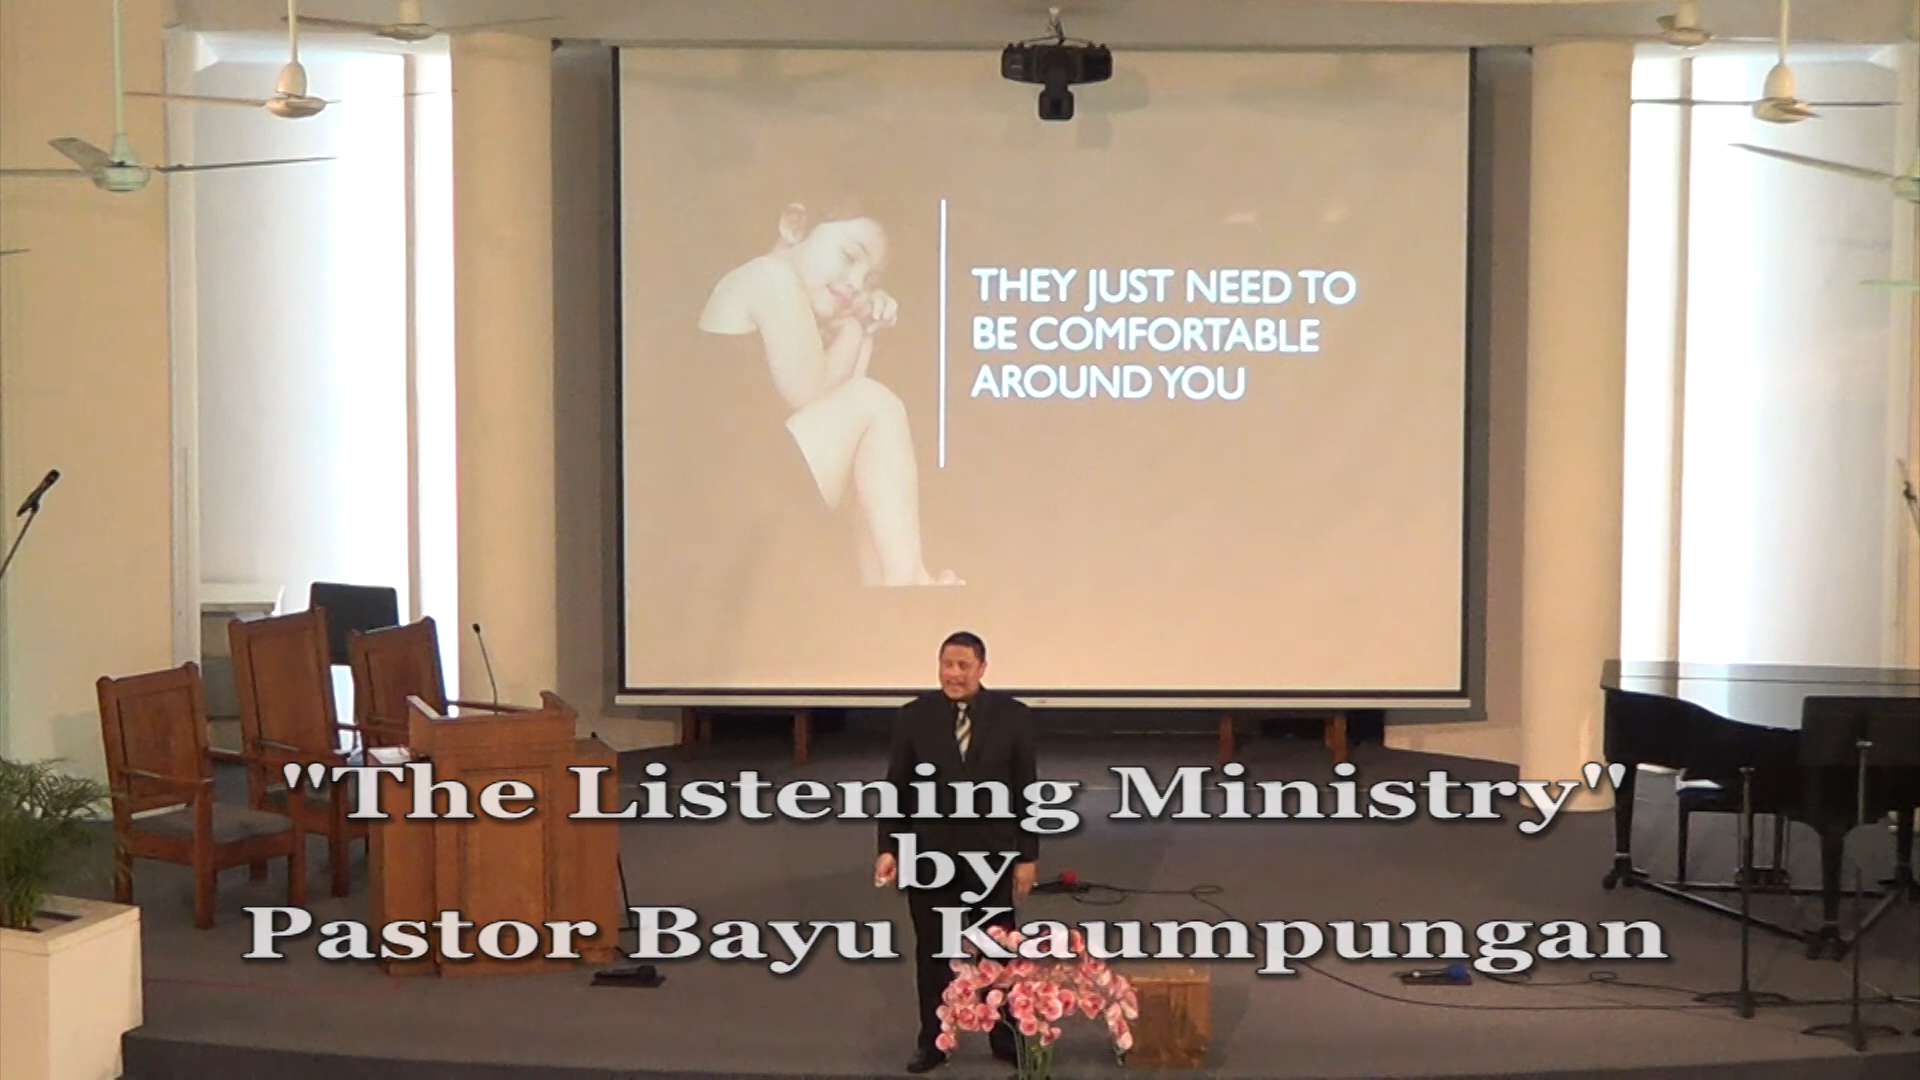 THEY JUST NEED TO
BE COMFORTABLE
AROUND YOU
"The Listening Ministry"
by
Pastor Bayu Kaumpungan